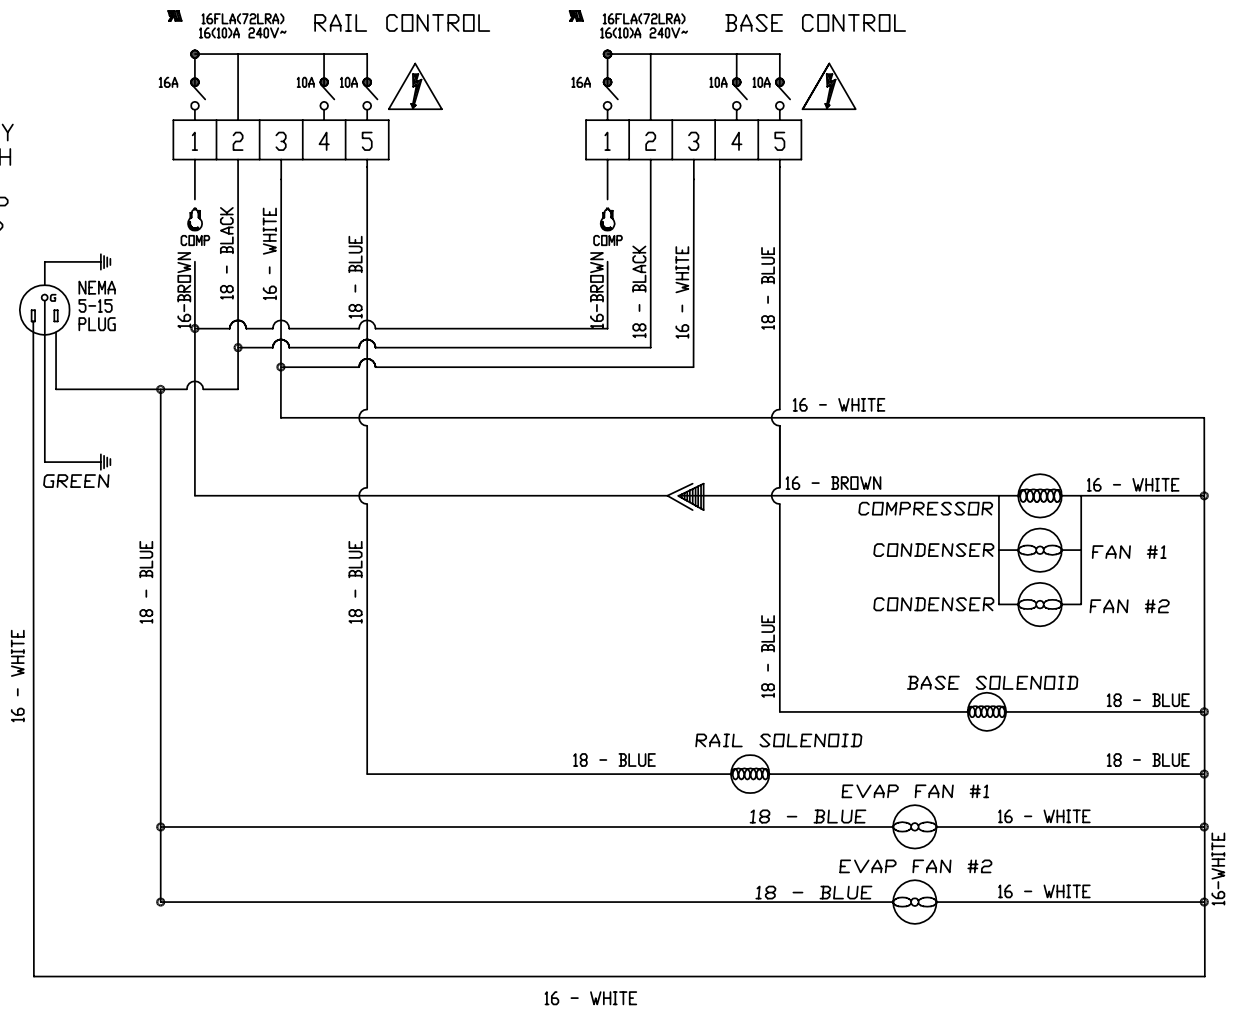 16FLA(72LRA)
16(10)A 240V~
RAIL CONTROL
16FLA(72LRA)
16(10)A 240V~
BASE CONTROL
16A
10A
10A
16A
10A
10A
1 2 3 4 5
1 2 3 4 5
Y
H
COMP
16-BROWN
18 - BLACK
16 - WHITE
18 - BLUE
COMP
16-BROWN
18 - BLACK
16 - WHITE
18 - BLUE
G
NEMA
5-15
PLUG
GREEN
16 - WHITE
16 - BROWN
16 - WHITE
COMPRESSOR
CONDENSER
FAN #1
CONDENSER
FAN #2
18 - BLUE
18 - BLUE
18 - BLUE
16 - WHITE
BASE SOLENOID
18 - BLUE
RAIL SOLENOID
18 - BLUE
18 - BLUE
EVAP FAN #1
18 - BLUE
16 - WHITE
EVAP FAN #2
18 - BLUE
16 - WHITE
16-WHITE
16 - WHITE